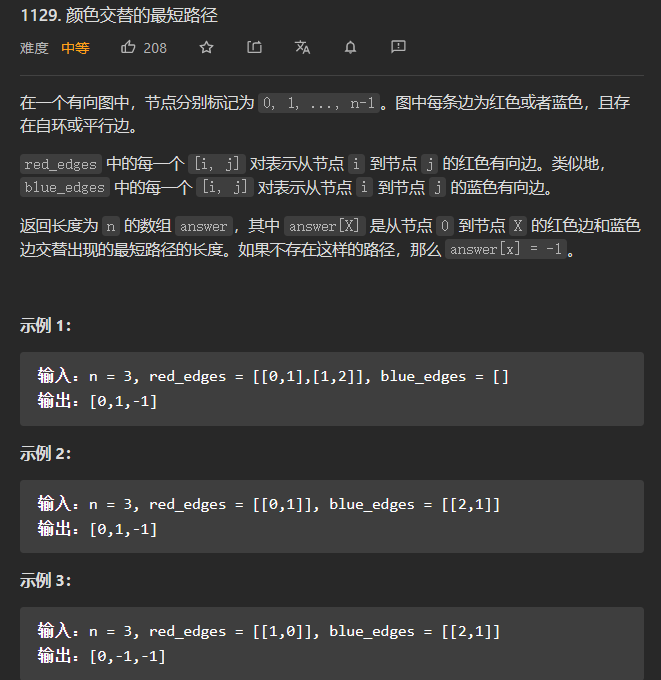 1129. 颜色交替的最短路径
难度 中等 208
在一个有向图中，节点分别标记为 0, 1, ..., n-1。图中每条边为红色或者蓝色，且存
在自环或平行边。
red_edges 中的每一个 [i, j] 对表示从节点 i 到节点 j 的红色有向边。类似地，
blue_edges 中的每一个 [i, j] 对表示从节点 i 到节点 j 的蓝色有向边。
返回长度为 n 的数组 answer，其中 answer[X] 是从节点 0 到节点 X 的红色边和蓝色
边交替出现的最短路径的长度。如果不存在这样的路径，那么 answer[x] = -1。
示例 1：
输入：n = 3, red_edges = [[0,1],[1,2]], blue_edges = []
输出：[0,1,-1]
示例 2：
输入：n = 3, red_edges = [[0,1]], blue_edges = [[2,1]]
输出：[0,1,-1]
示例 3：
输入：n = 3, red_edges = [[1,0]], blue_edges = [[2,1]]
输出：[0,-1,-1]